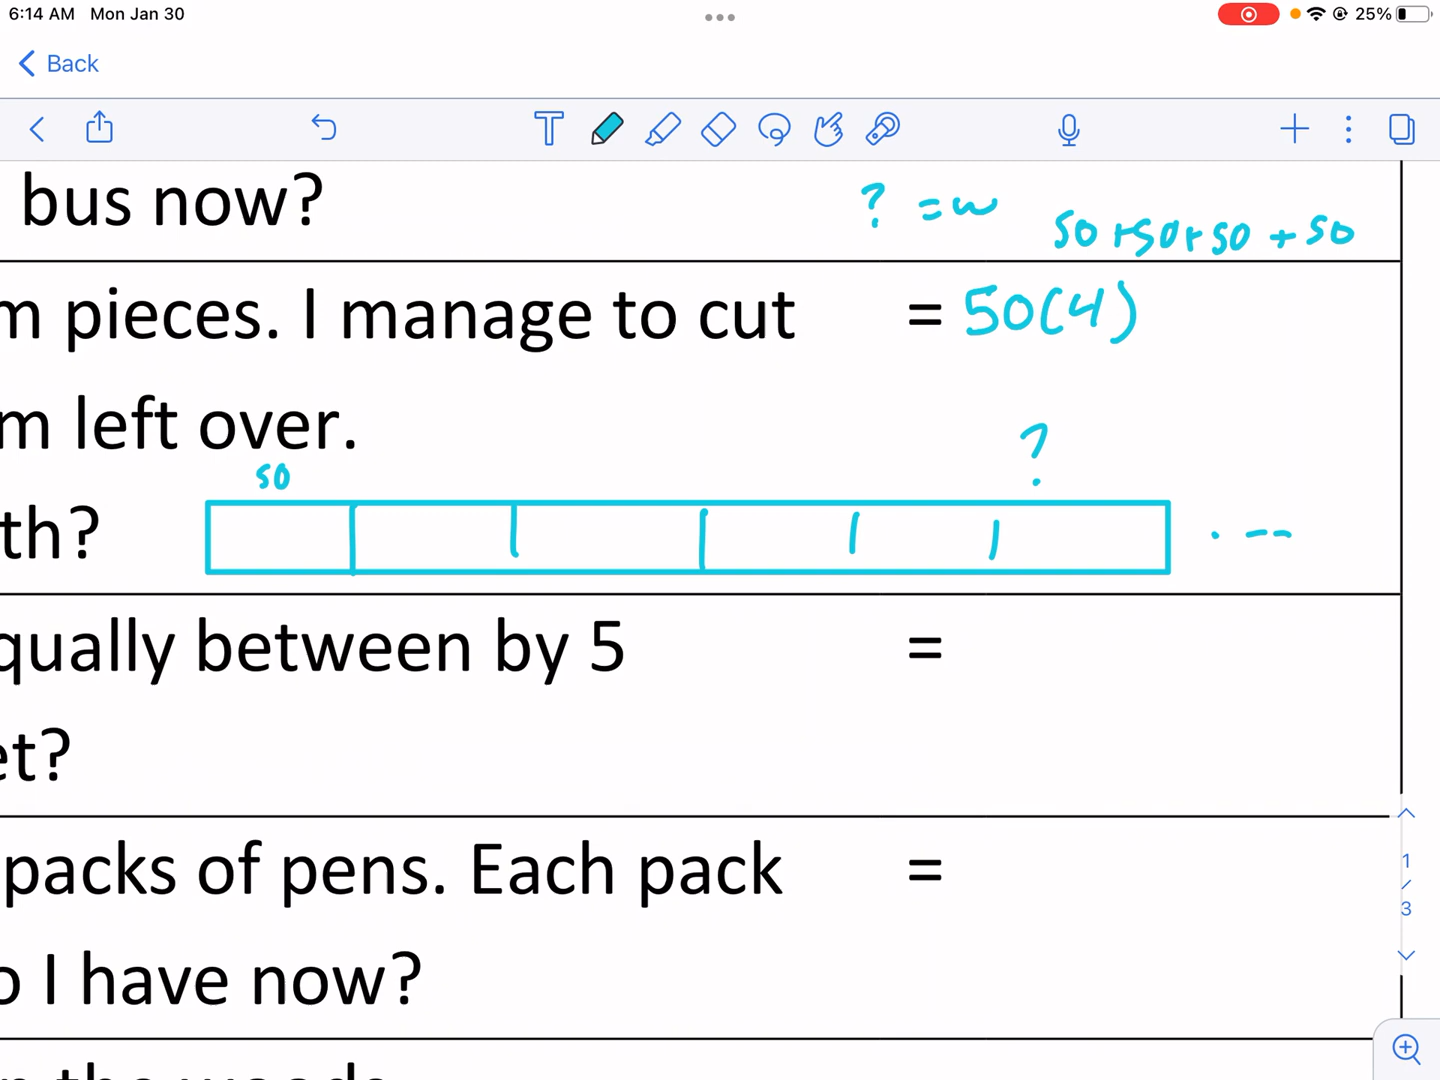 6:14 AM Mon Jan 30
25%
Back
bus now?
? = w
50+50+50+50
m pieces. I manage to cut
= 50(4)
m left over.
50
?
th?
qually between by 5
=
et?
packs of pens. Each pack
=
1
/
3
o I have now?
n the woods